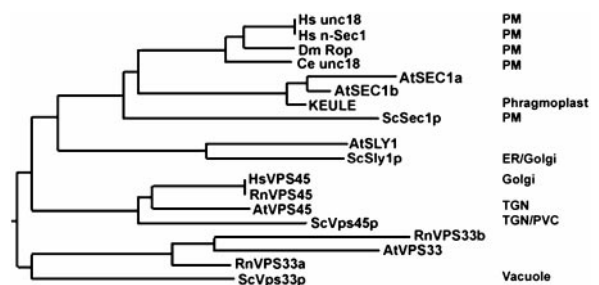 Hs unc18 PM
Hs n-Sec1 PM
Dm Rop PM
Ce unc18 PM
AtSEC1a
AtSEC1b
KEULE Phragmoplast
ScSec1p PM
AtSLY1
ScSly1p ER/Golgi
HsVPS45 Golgi
RnVPS45
AtVPS45 TGN
ScVps45p TGN/PVC
RnVPS33b
AtVPS33
RnVPS33a
ScVps33p Vacuole